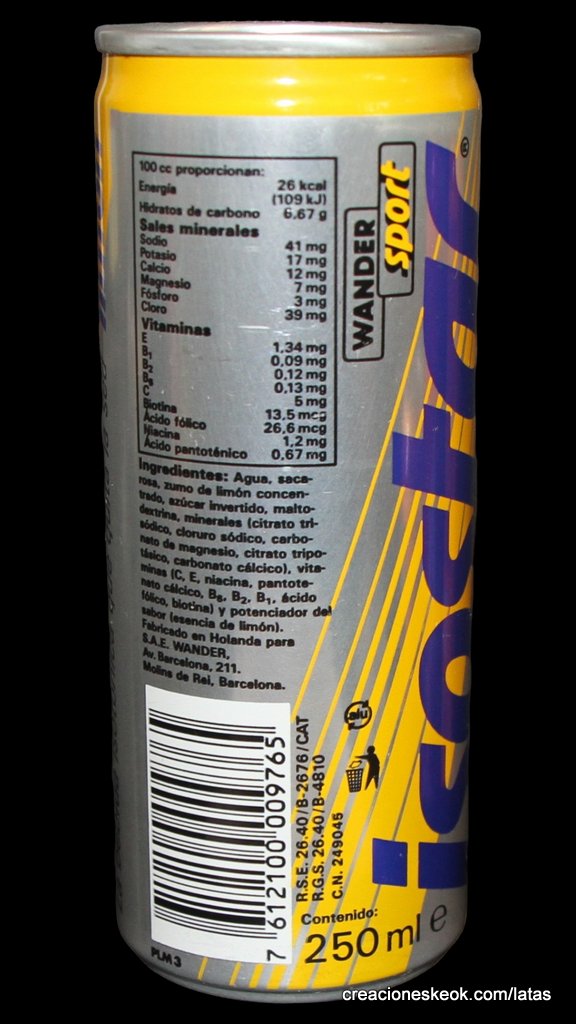 100 cc proporcionan:
Energía 26 kcal
(109 kJ)
Hidratos de carbono 6,67 g
Sales minerales
Sodio 41 mg
Potasio 17 mg
Calcio 12 mg
Magnesio 7 mg
Fósforo 3 mg
Cloro 39 mg
Vitaminas
E 1,34 mg
B₁ 0,09 mg
B₂ 0,12 mg
B₆ 0,13 mg
C 5 mg
Biotina 13,5 mcg
Acido fólico 26,6 mcg
Niacina 1,2 mg
Acido pantoténico 0,67 mg
Ingredientes: Agua, saca-
rosa, zumo de limón concen-
trado, azúcar invertido, malto-
dextrina, minerales (citrato tri-
sódico, cloruro sódico, carbo-
nato de magnesio, citrato tripo-
tásico, carbonato cálcico), vita-
minas (C, E, niacina, pantote-
nato cálcico, B₆, B₂, B₁, ácido
fólico, biotina) y potenciador del
sabor (esencia de limón).
Fabricado en Holanda para
S.A.E. WANDER,
Av. Barcelona, 211.
Molins de Rei, Barcelona.
WANDER
sport
isostar®
7 612100 009765
R.S.E. 26.40/B-2676/CAT
R.G.S. 26.40/B-4810
C.N. 249045
Contenido:
250 ml e
PLM 3
creacioneskeok.com/latas